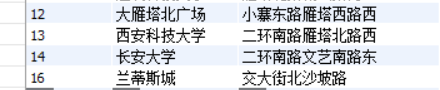 12 大雁塔北广场 小寨东路雁塔西路西
13 西安科技大学 二环南路雁塔北路西
14 长安大学 二环南路文艺南路东
16 兰蒂斯城 交大街北沙坡路